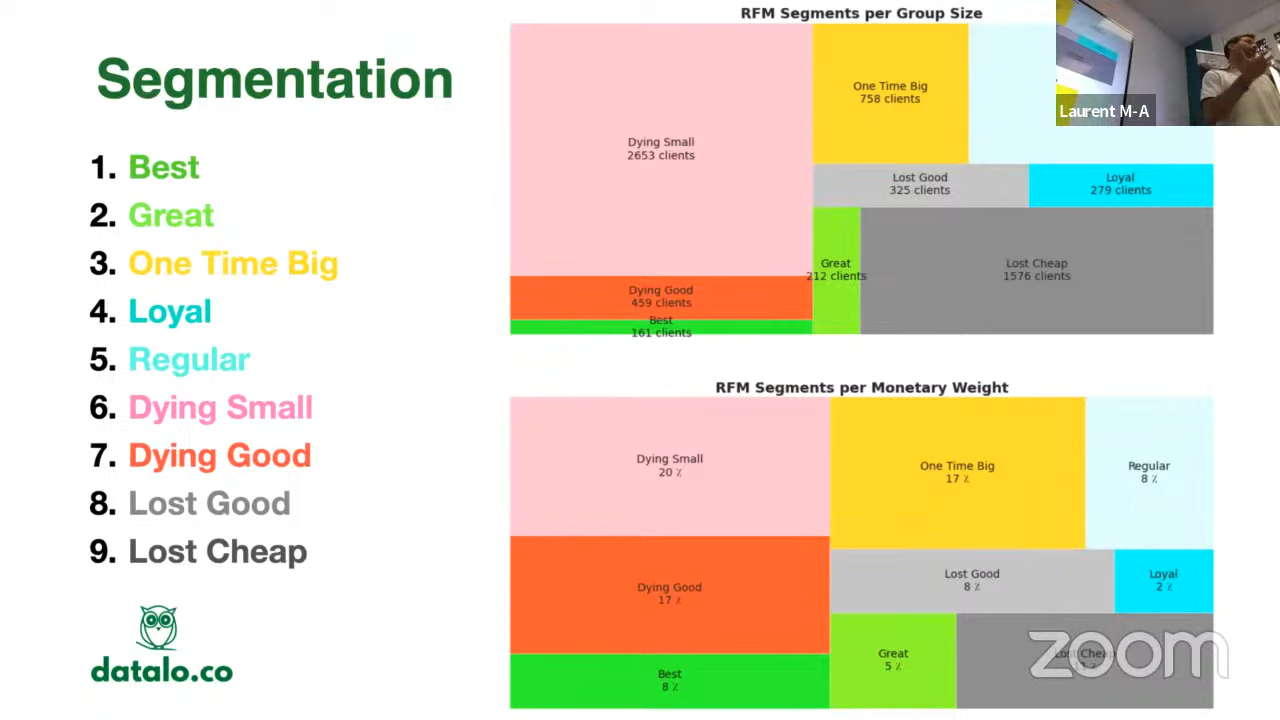 Segmentation
1. Best
2. Great
3. One Time Big
4. Loyal
5. Regular
6. Dying Small
7. Dying Good
8. Lost Good
9. Lost Cheap
datalo.co
RFM Segments per Group Size
Dying Small
2653 clients
One Time Big
758 clients
Lost Good
325 clients
Loyal
279 clients
Great
212 clients
Lost Cheap
1576 clients
Dying Good
459 clients
Best
161 clients
Laurent M-A
RFM Segments per Monetary Weight
Dying Small
20 %
One Time Big
17 %
Regular
8 %
Dying Good
17 %
Lost Good
8 %
Loyal
2 %
Best
8 %
Great
5 %
Lost Cheap
zoom